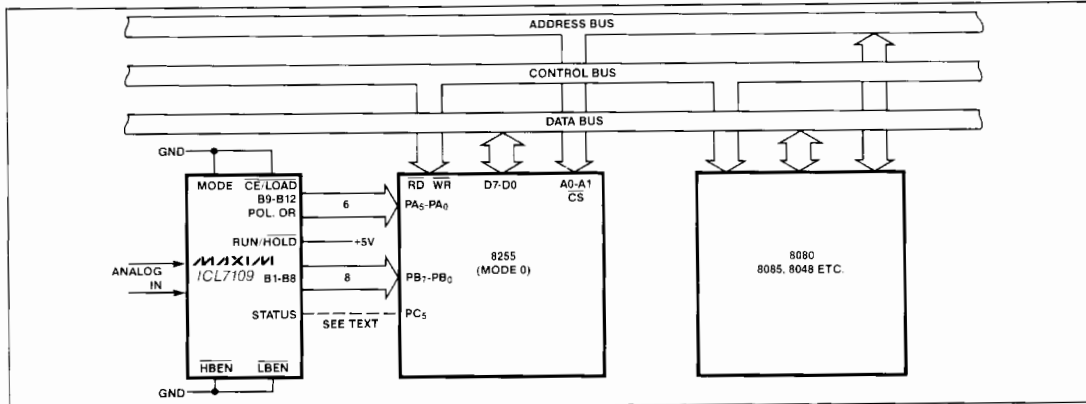 ADDRESS BUS
CONTROL BUS
DATA BUS
GND
MODE CE/LOAD
B9-B12
POL. OR
6
RUN/HOLD
+5V
MAXIM
ICL7109
ANALOG
IN
B1-B8
8
STATUS
SEE TEXT
HBEN LBEN
GND
RD WR D7-D0 A0-A1
CS
PA5-PA0
8255
(MODE 0)
PB7-PB0
PC5
8080
8085, 8048 ETC.